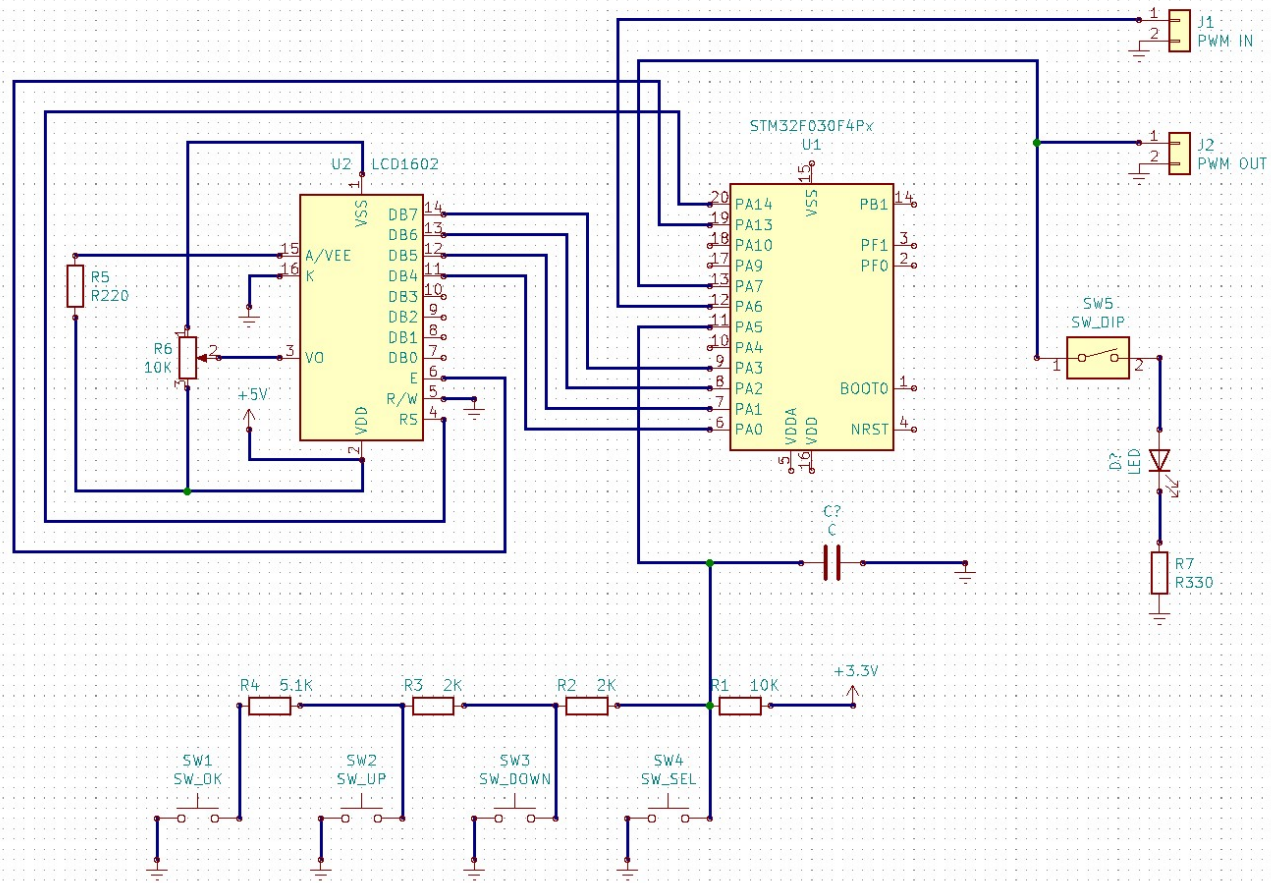 1
J1
2
PWM IN
STM32F030F4Px
U1
1
J2
2
PWM OUT
U2 LCD1602
1
VSS
15 A/VEE
16 K
3 VO
VDD
2
DB7 14
DB6 13
DB5 12
DB4 11
DB3 10
DB2 9
DB1 8
DB0 7
E 6
R/W 5
RS 4
R5
R220
R6
10K
1
2
3
+5V
15
VSS
20 PA14
19 PA13
18 PA10
17 PA9
13 PA7
12 PA6
11 PA5
10 PA4
9 PA3
8 PA2
7 PA1
6 PA0
PB1 14
PF1 3
PF0 2
BOOT0 1
NRST 4
VDDA
VDD
5
16
SW5
SW_DIP
1
2
D?
LED
C?
C
R7
R330
+3.3V
R4 5.1K
R3 2K
R2 2K
R1 10K
SW1
SW_OK
SW2
SW_UP
SW3
SW_DOWN
SW4
SW_SEL